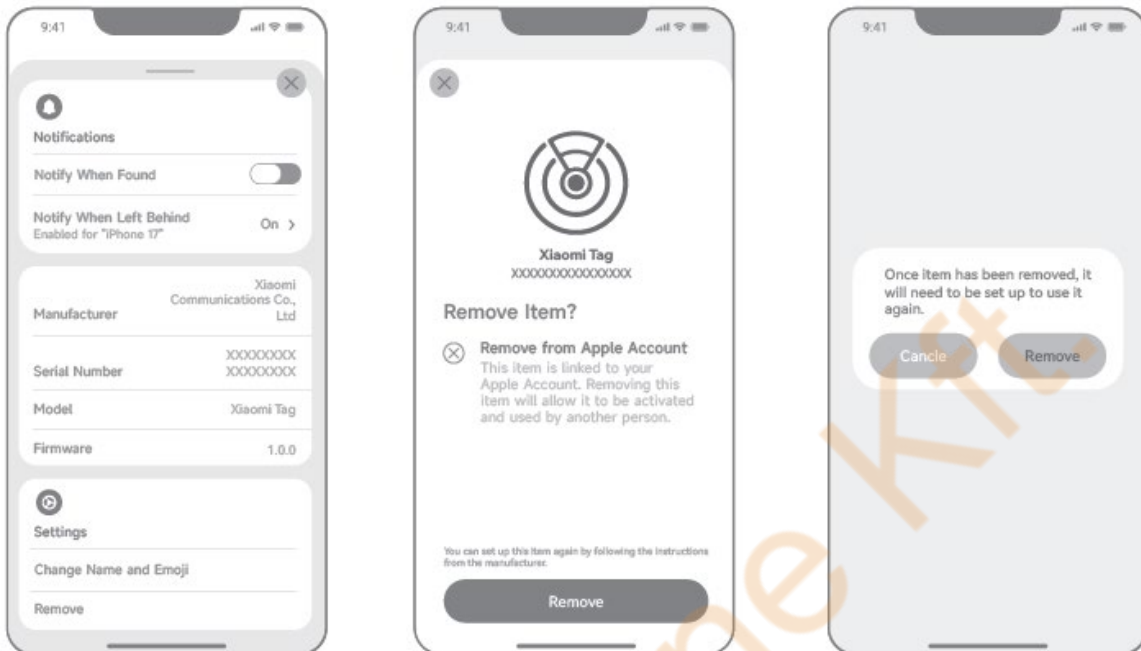 9:41
Notifications
Notify When Found
Notify When Left Behind
Enabled for "iPhone 17"
On >
Manufacturer
Xiaomi
Communications Co.,
Ltd
Serial Number
XXXXXXXX
XXXXXXXX
Model
Xiaomi Tag
Firmware
1.0.0
Settings
Change Name and Emoji
Remove
9:41
Xiaomi Tag
XXXXXXXXXXXXXXXX
Remove Item?
Remove from Apple Account
This item is linked to your
Apple Account. Removing this
item will allow it to be activated
and used by another person.
You can set up this item again by following the instructions
from the manufacturer.
Remove
9:41
Once item has been removed, it
will need to be set up to use it
again.
Cancle
Remove
ne Kft.